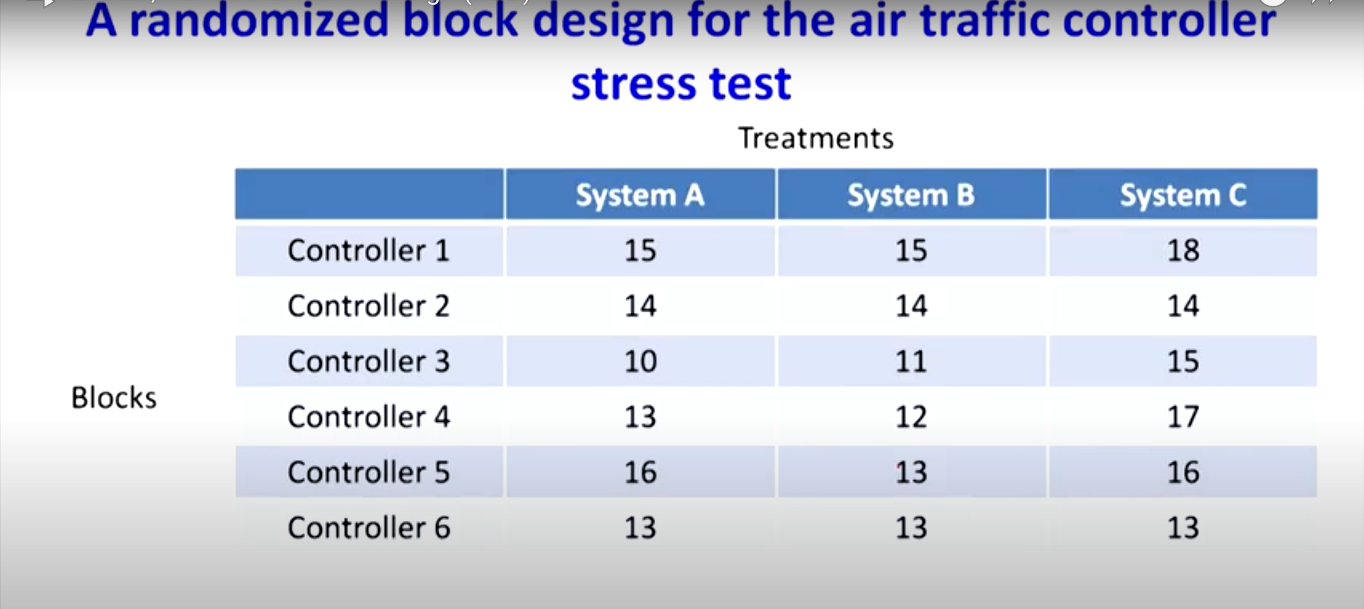 A randomized block design for the air traffic controller
stress test
Treatments
System A System B System C
Controller 1 15 15 18
Controller 2 14 14 14
Controller 3 10 11 15
Blocks
Controller 4 13 12 17
Controller 5 16 13 16
Controller 6 13 13 13